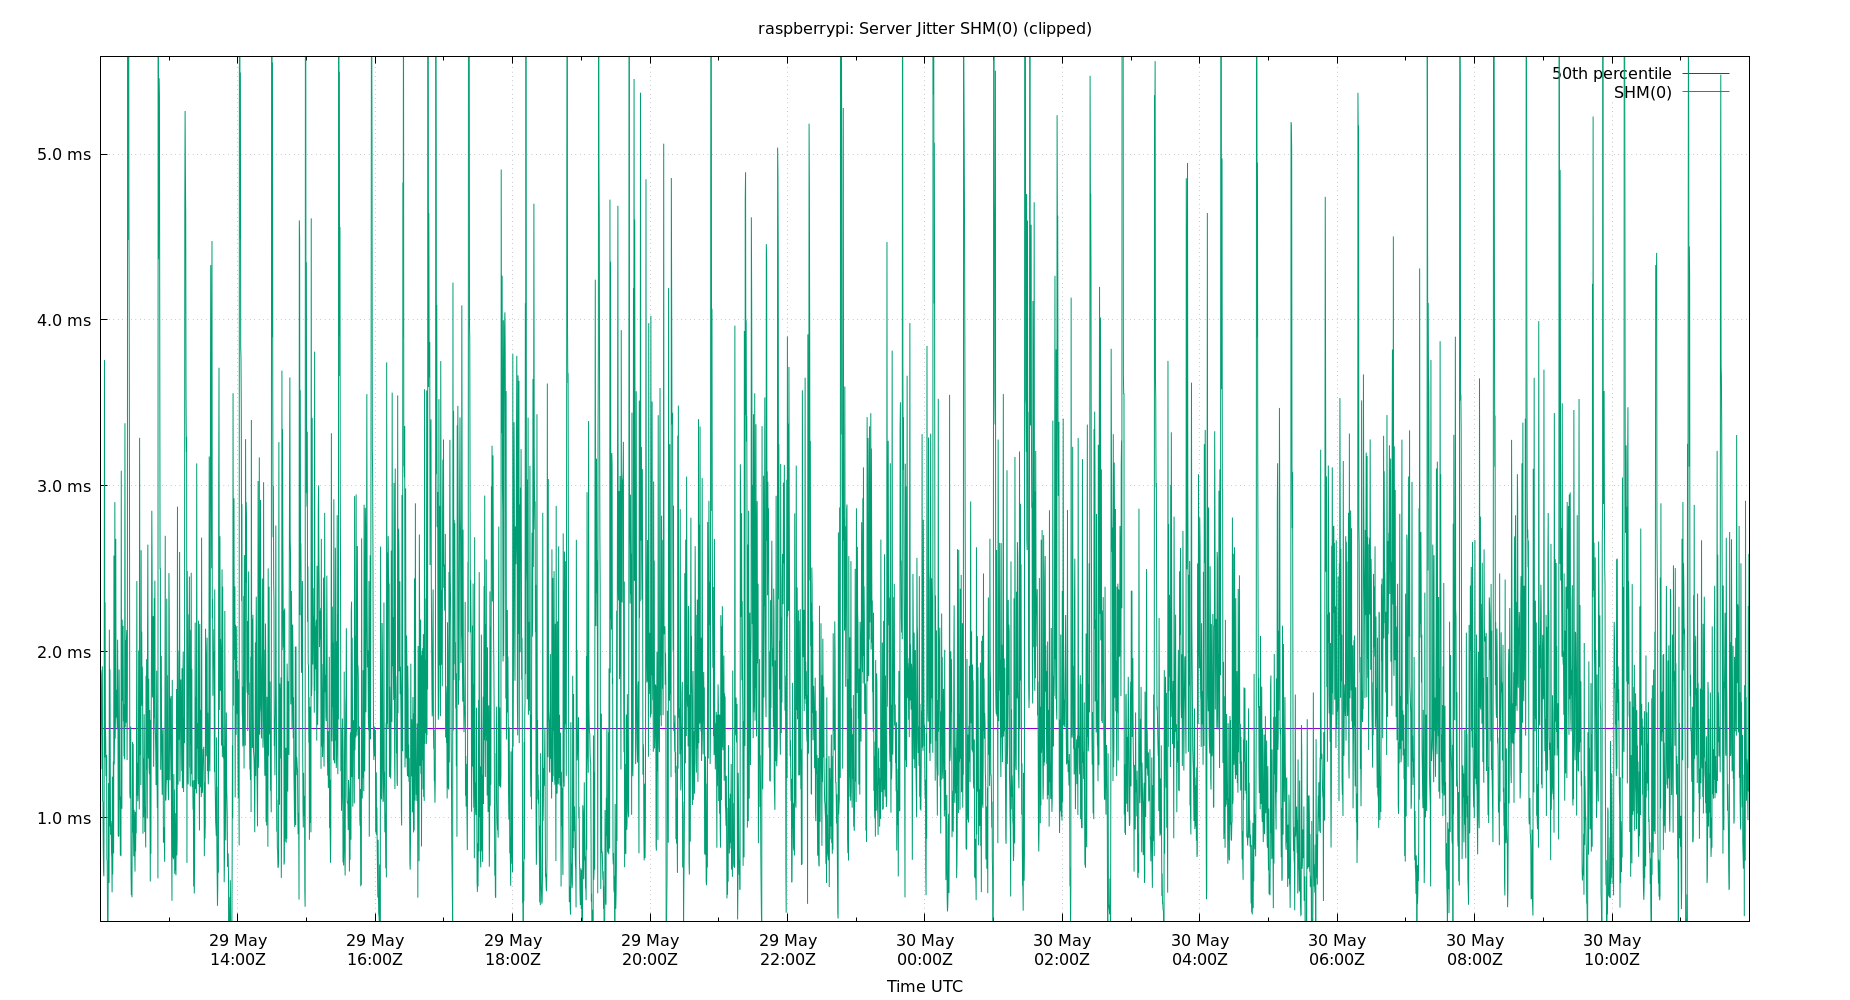 raspberrypi: Server Jitter SHM(0) (clipped)
50th percentile
SHM(0)
5.0 ms
4.0 ms
3.0 ms
2.0 ms
1.0 ms
29 May 29 May 29 May 29 May 29 May 30 May 30 May 30 May 30 May 30 May 30 May
14:00Z 16:00Z 18:00Z 20:00Z 22:00Z 00:00Z 02:00Z 04:00Z 06:00Z 08:00Z 10:00Z
Time UTC